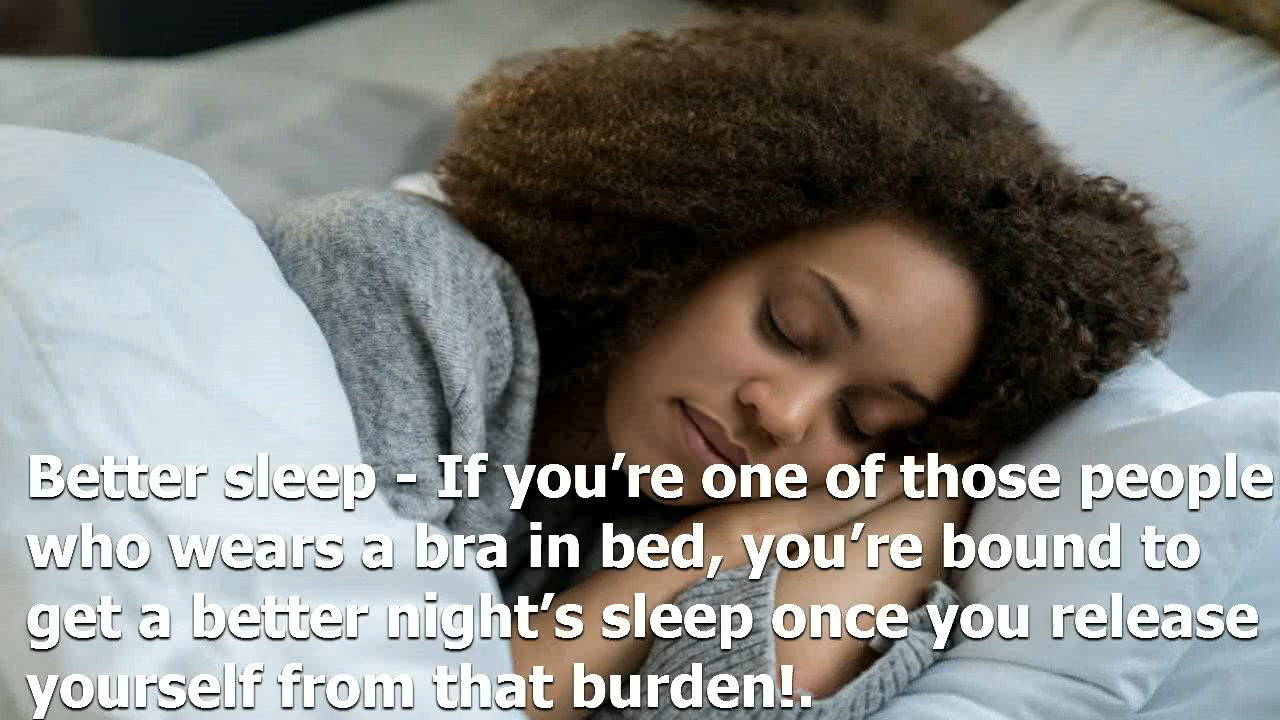 Better sleep - If you’re one of those people
who wears a bra in bed, you’re bound to
get a better night’s sleep once you release
yourself from that burden!.